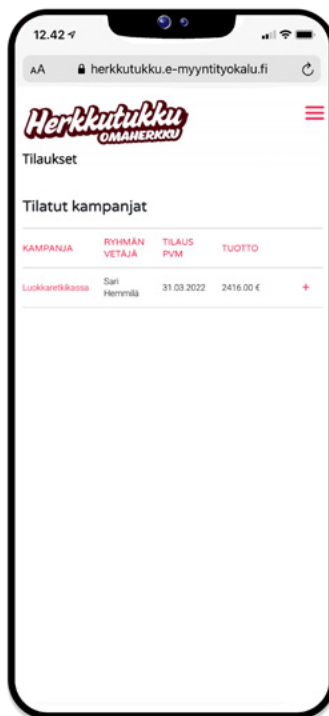 12.42
AA herkkutukku.e-myyntityokalu.fi
Herkkutukku
OMAHERKKU
Tilaukset
Tilatut kampanjat
KAMPANJA RYHMÄN VETÄJÄ TILAUS PVM TUOTTO
Luokkaretkikassa Sari Hemmilä 31.03.2022 2416.00 € +